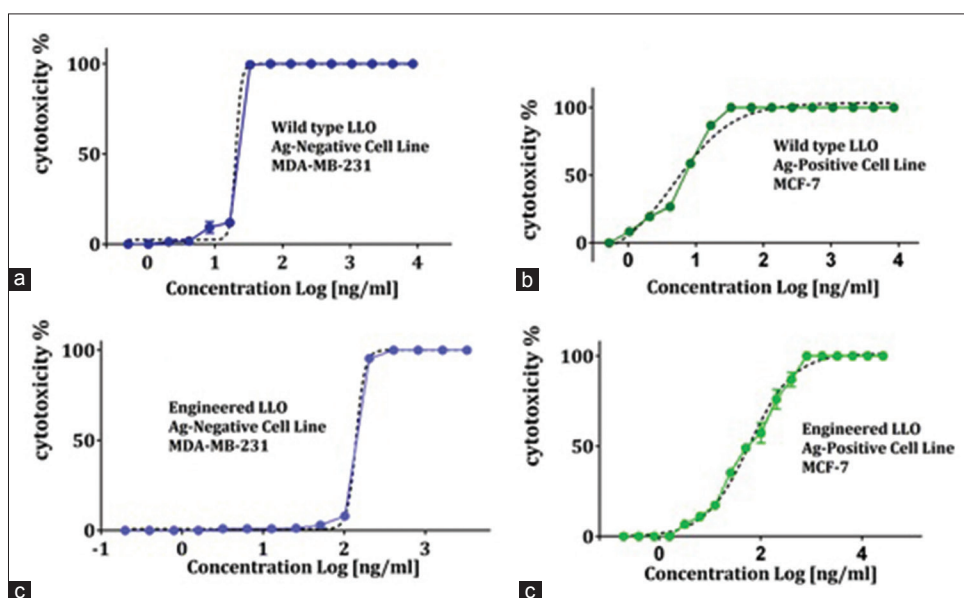 a
cytotoxicity %
100
50
0
Wild type LLO
Ag-Negative Cell Line
MDA-MB-231
0 1 2 3 4
Concentration Log [ng/ml]
b
cytotoxicity %
100
50
0
Wild type LLO
Ag-Positive Cell Line
MCF-7
0 1 2 3 4
Concentration Log [ng/ml]
c
cytotoxicity %
100
50
0
Engineered LLO
Ag-Negative Cell Line
MDA-MB-231
-1 0 1 2 3
Concentration Log [ng/ml]
c
cytotoxicity %
100
50
0
Engineered LLO
Ag-Positive Cell Line
MCF-7
0 2 4
Concentration Log [ng/ml]